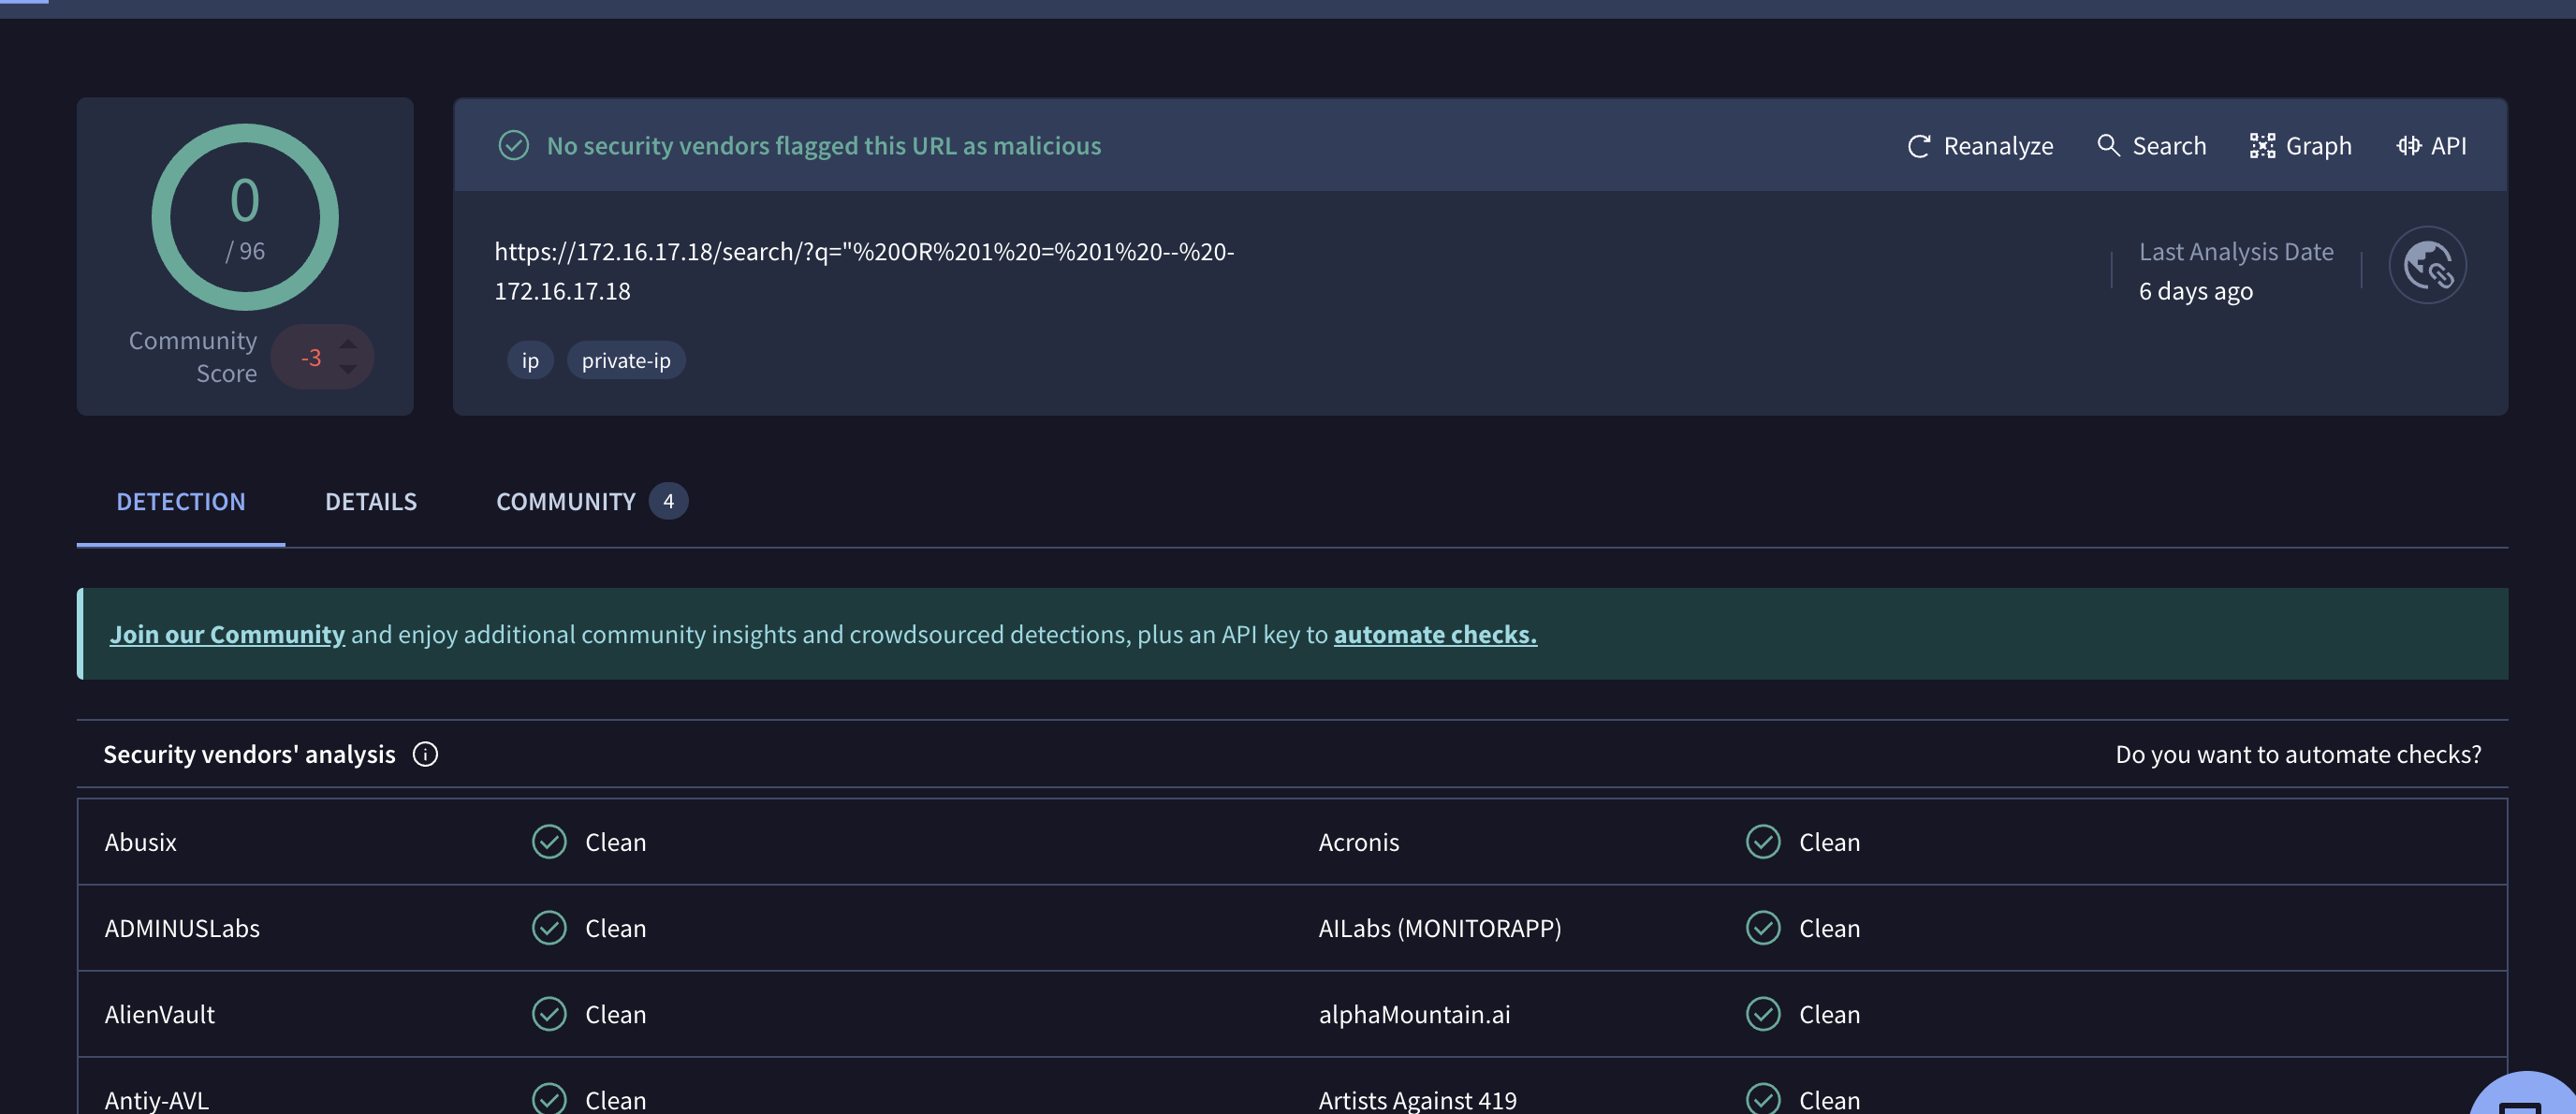 0
/ 96
Community
Score
-3
No security vendors flagged this URL as malicious
Reanalyze
Search
Graph
API
https://172.16.17.18/search/?q="%20OR%201%20=%201%20--%20-
172.16.17.18
ip
private-ip
Last Analysis Date
6 days ago
DETECTION
DETAILS
COMMUNITY
4
Join our Community and enjoy additional community insights and crowdsourced detections, plus an API key to automate checks.
Security vendors' analysis
Do you want to automate checks?
Abusix
Clean
Acronis
Clean
ADMINUSLabs
Clean
AILabs (MONITORAPP)
Clean
AlienVault
Clean
alphaMountain.ai
Clean
Antiy-AVL
Clean
Artists Against 419
Clean